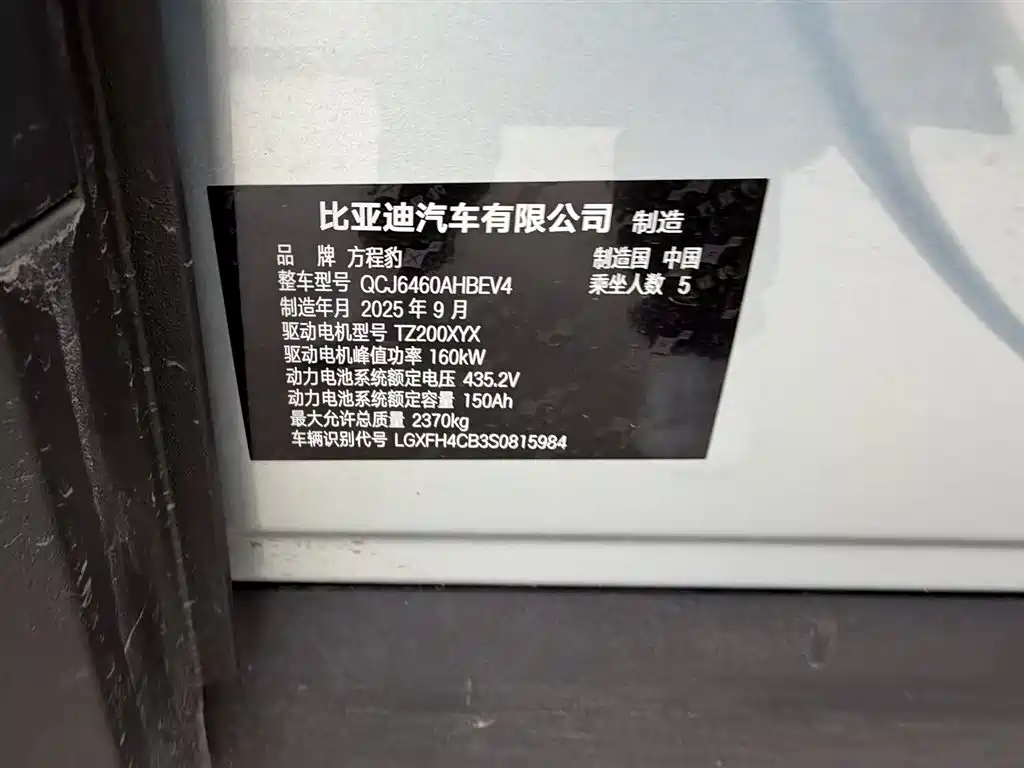 比亚迪汽车有限公司 制造
品 牌 方程豹 制造国 中国
整车型号 QCJ6460AHBEV4 乘坐人数 5
制造年月 2025 年 9 月
驱动电机型号 TZ200XYX
驱动电机峰值功率 160kW
动力电池系统额定电压 435.2V
动力电池系统额定容量 150Ah
最大允许总质量 2370kg
车辆识别代号 LGXFH4CB3S0815984